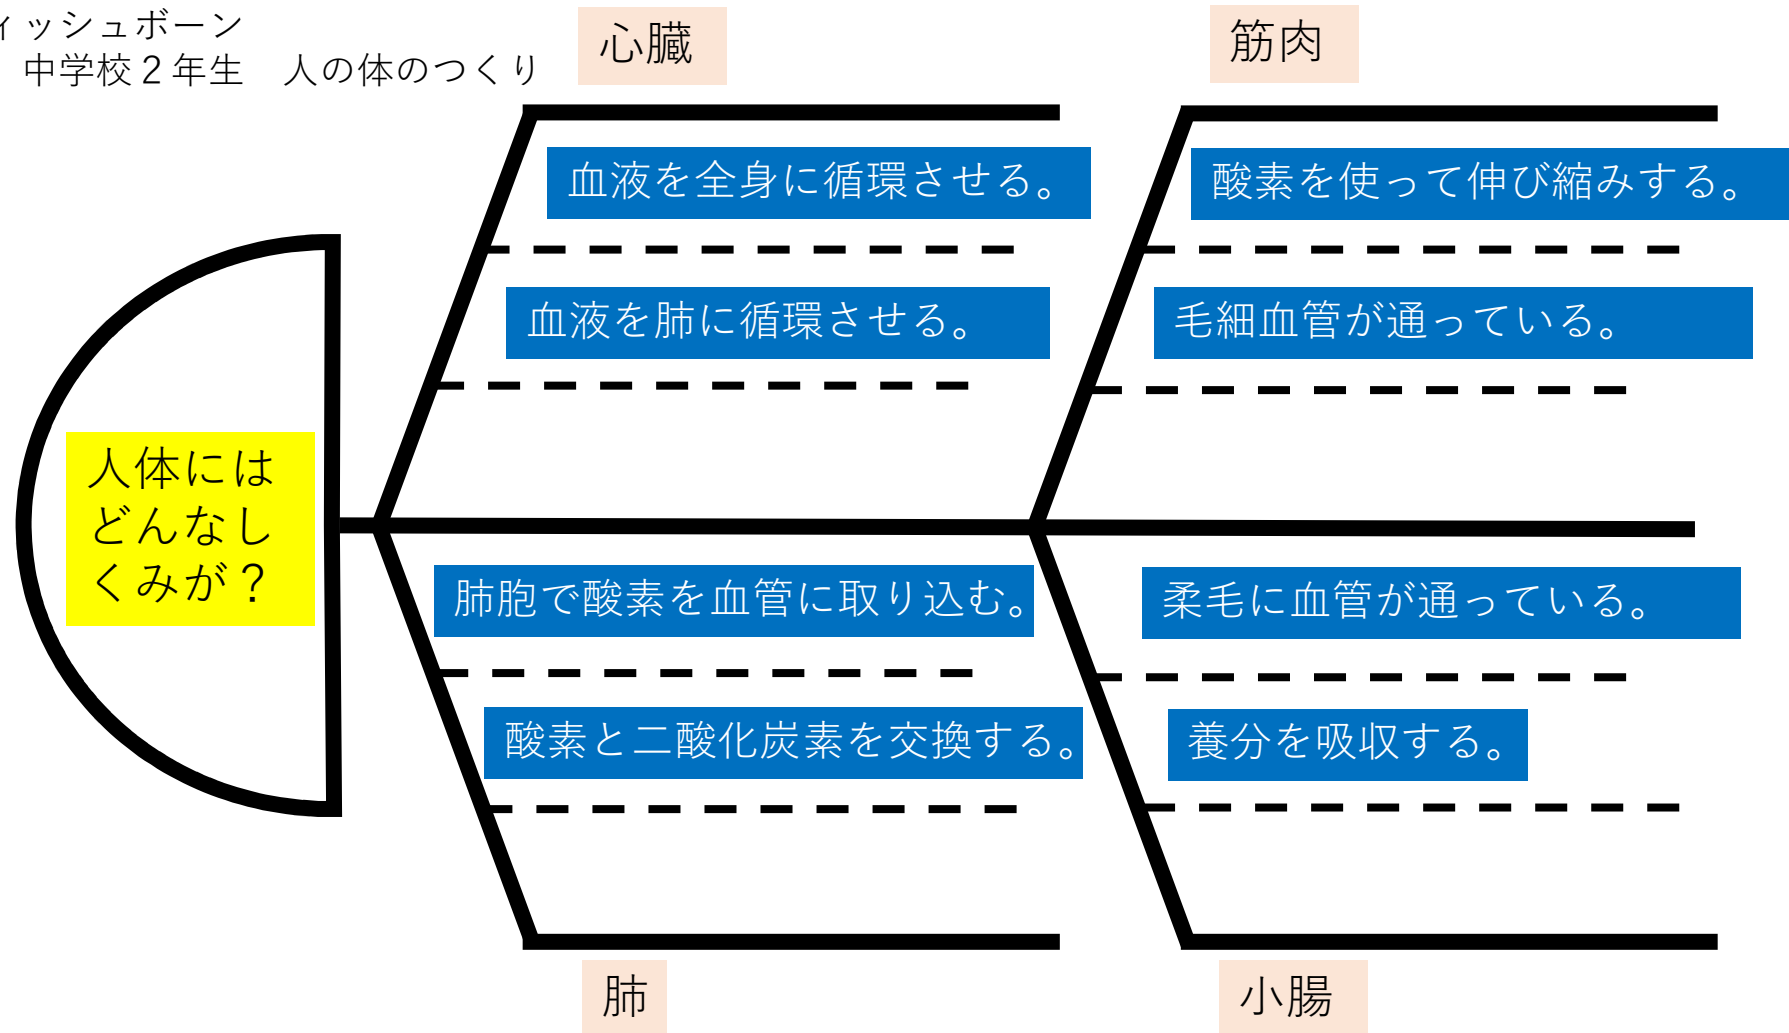 ィッシュボーン
中学校２年生　人の体のつくり
心臓
筋肉
血液を全身に循環させる。
酸素を使って伸び縮みする。
血液を肺に循環させる。
毛細血管が通っている。
人体には
どんなし
くみが？
肺胞で酸素を血管に取り込む。
柔毛に血管が通っている。
酸素と二酸化炭素を交換する。
養分を吸収する。
肺
小腸